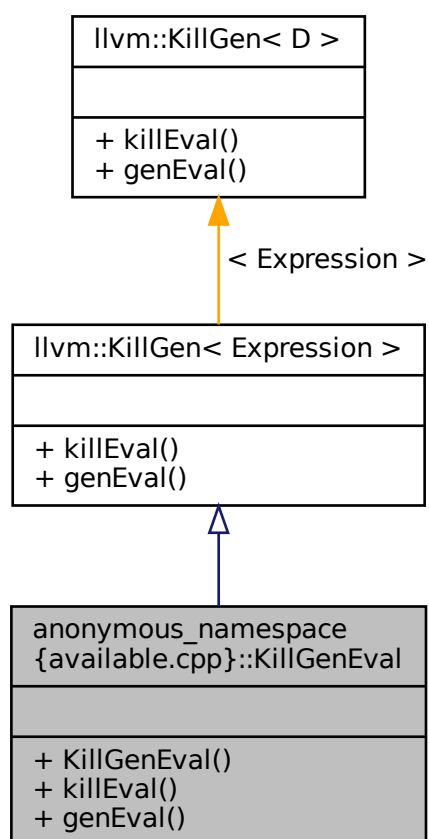 llvm::KillGen< D >
+ killEval()
+ genEval()
< Expression >
llvm::KillGen< Expression >
+ killEval()
+ genEval()
anonymous_namespace
{available.cpp}::KillGenEval
+ KillGenEval()
+ killEval()
+ genEval()